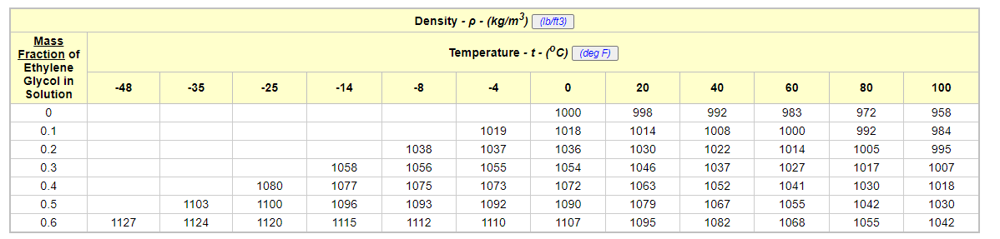 Density - ρ - (kg/m³) (lb/ft3)
Mass Fraction of Ethylene Glycol in Solution
Temperature - t - (°C) (deg F)
-48 -35 -25 -14 -8 -4 0 20 40 60 80 100
0 1000 998 992 983 972 958
0.1 1019 1018 1014 1008 1000 992 984
0.2 1038 1037 1036 1030 1022 1014 1005 995
0.3 1058 1056 1055 1054 1046 1037 1027 1017 1007
0.4 1080 1077 1075 1073 1072 1063 1052 1041 1030 1018
0.5 1103 1100 1096 1093 1092 1090 1079 1067 1055 1042 1030
0.6 1127 1124 1120 1115 1112 1110 1107 1095 1082 1068 1055 1042